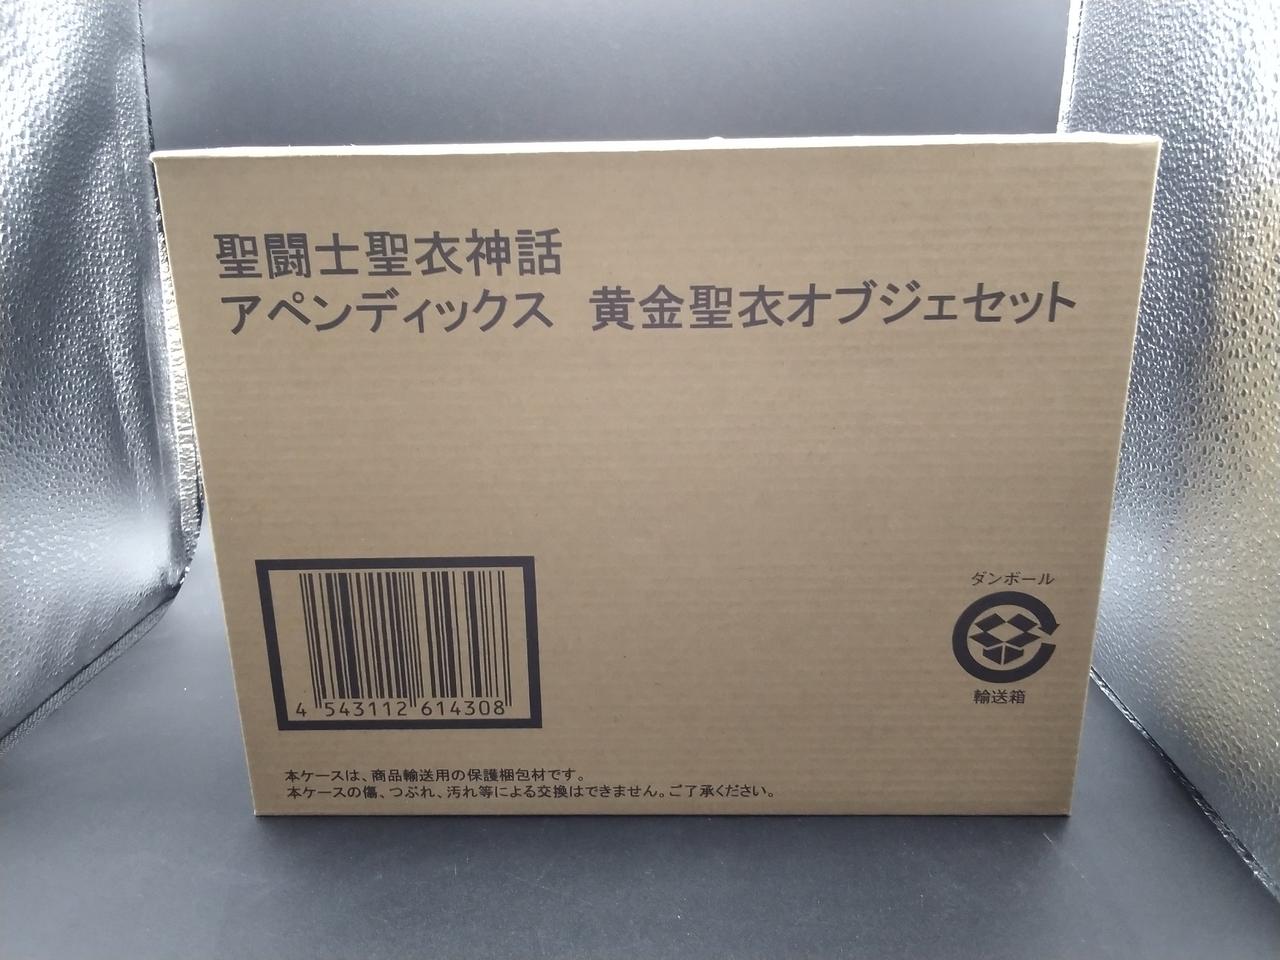 聖闘士聖衣神話
アペンディックス　黄金聖衣オブジェセット
4 543112 614308
ダンボール
輸送箱
本ケースは、商品輸送用の保護梱包材です。
本ケースの傷、つぶれ、汚れ等による交換はできません。ご了承ください。